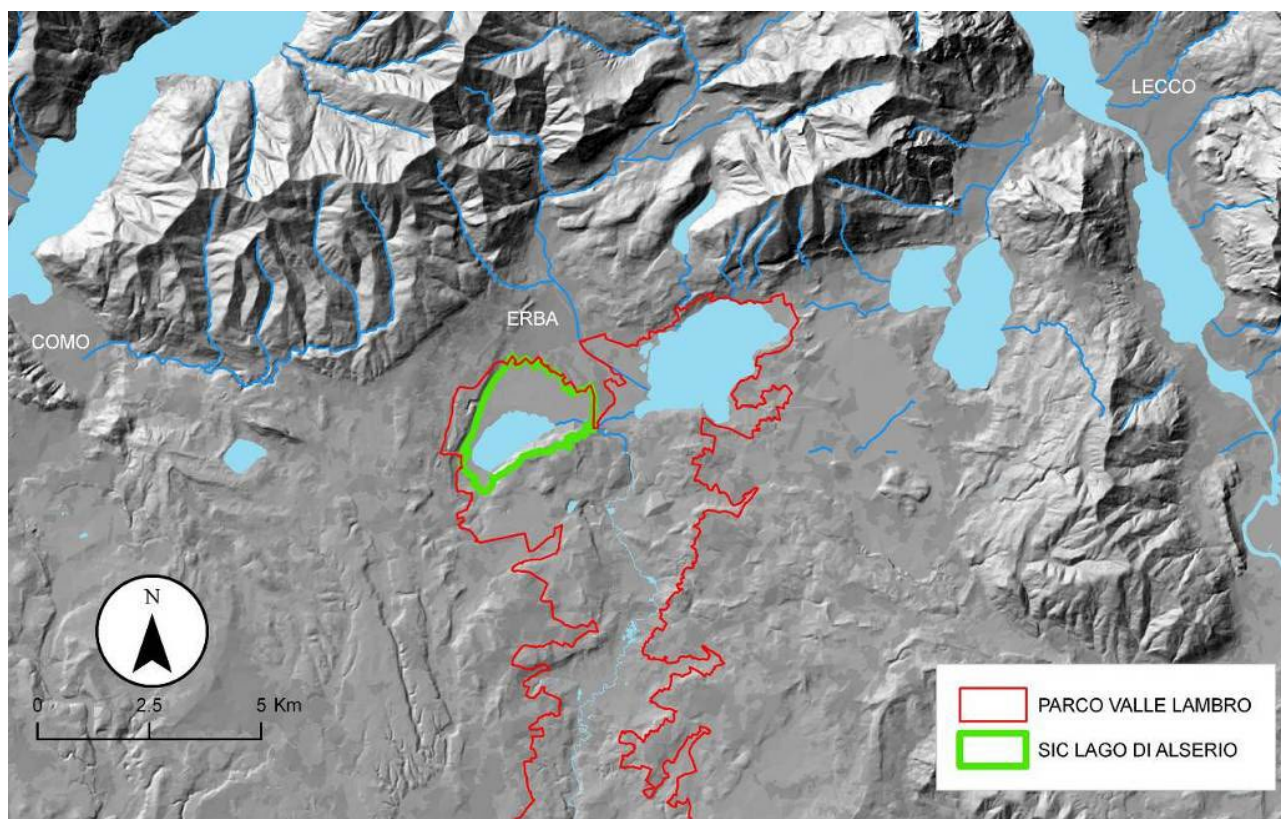 LECCO
ERBA
COMO
N
0 2.5 5 Km
PARCO VALLE LAMBRO
SIC LAGO DI ALSERIO